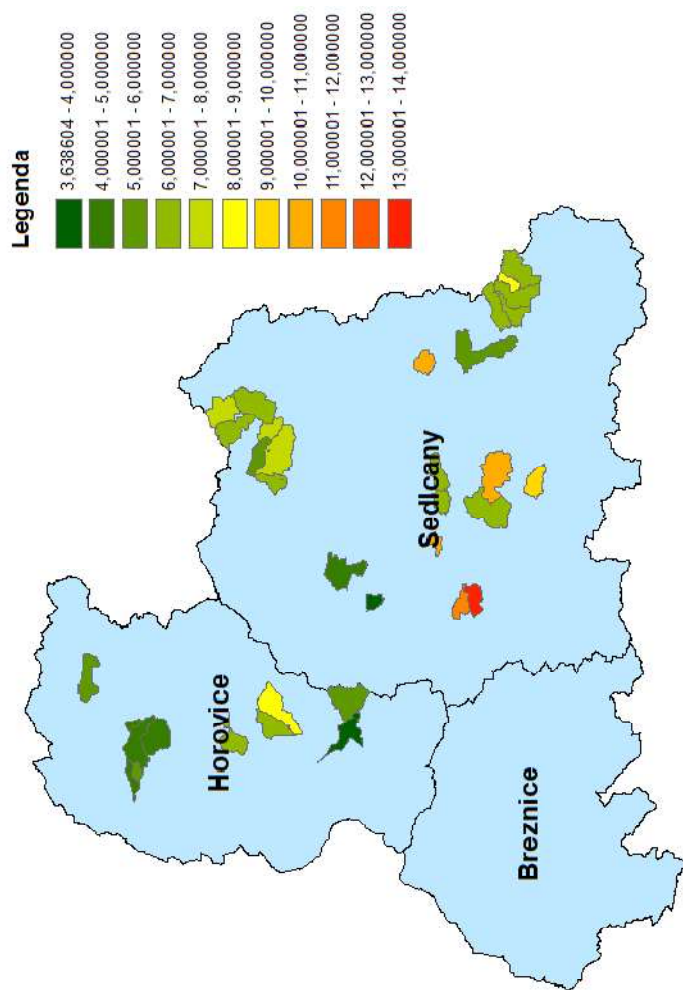 Legenda
3,638604 - 4,000000
4,000001 - 5,000000
5,000001 - 6,000000
6,000001 - 7,000000
7,000001 - 8,000000
8,000001 - 9,000000
9,000001 - 10,000000
10,000001 - 11,000000
11,000001 - 12,000000
12,000001 - 13,000000
13,000001 - 14,000000
Horovice
Sedlcany
Breznice